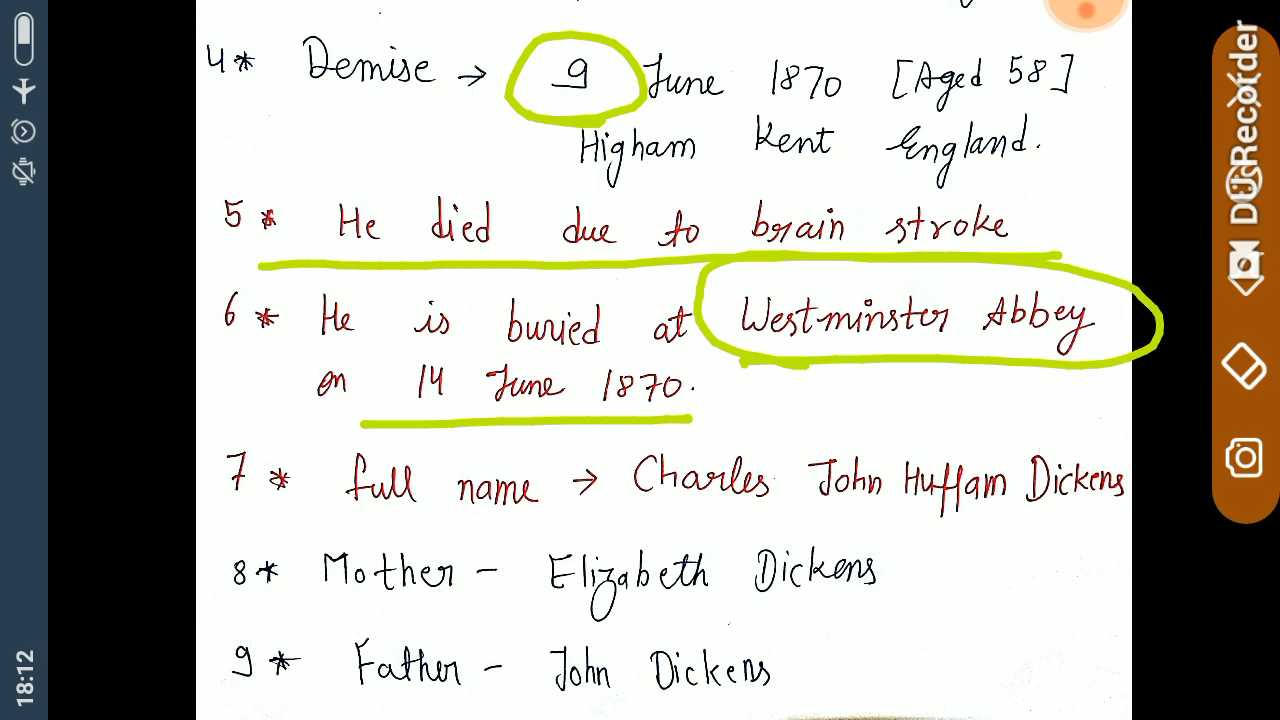 4* Demise → 9 June 1870 [Aged 58]
Higham Kent England.
5* He died due to brain stroke
6* He is buried at Westminster Abbey
on 14 June 1870.
7* full name → Charles John Huffam Dickens
8* Mother - Elizabeth Dickens
9* Father - John Dickens
18:12
DU Recorder